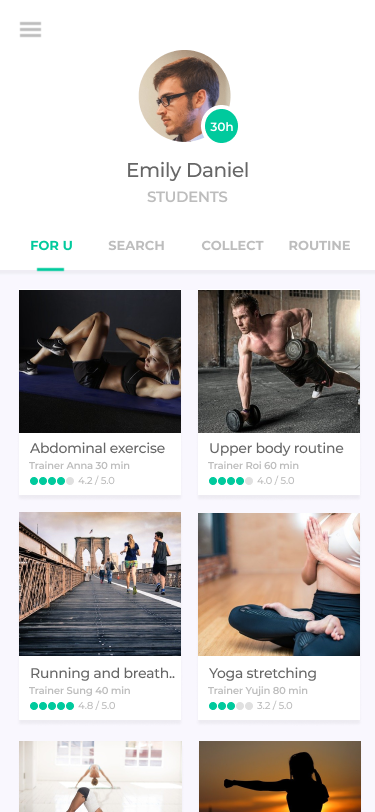 30h
Emily Daniel
STUDENTS
FOR U SEARCH COLLECT ROUTINE
Abdominal exercise
Trainer Anna 30 min
4.2 / 5.0
Upper body routine
Trainer Roi 60 min
4.0 / 5.0
Running and breath..
Trainer Sung 40 min
4.8 / 5.0
Yoga stretching
Trainer Yujin 80 min
3.2 / 5.0